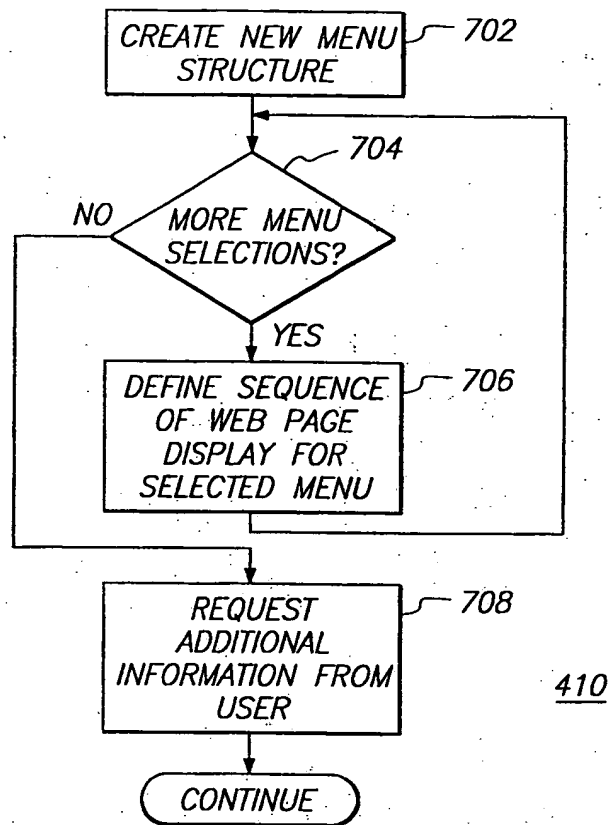 CREATE NEW MENU
STRUCTURE
702
704
NO
MORE MENU
SELECTIONS?
YES
DEFINE SEQUENCE
OF WEB PAGE
DISPLAY FOR
SELECTED MENU
706
REQUEST
ADDITIONAL
INFORMATION FROM
USER
708
410
CONTINUE